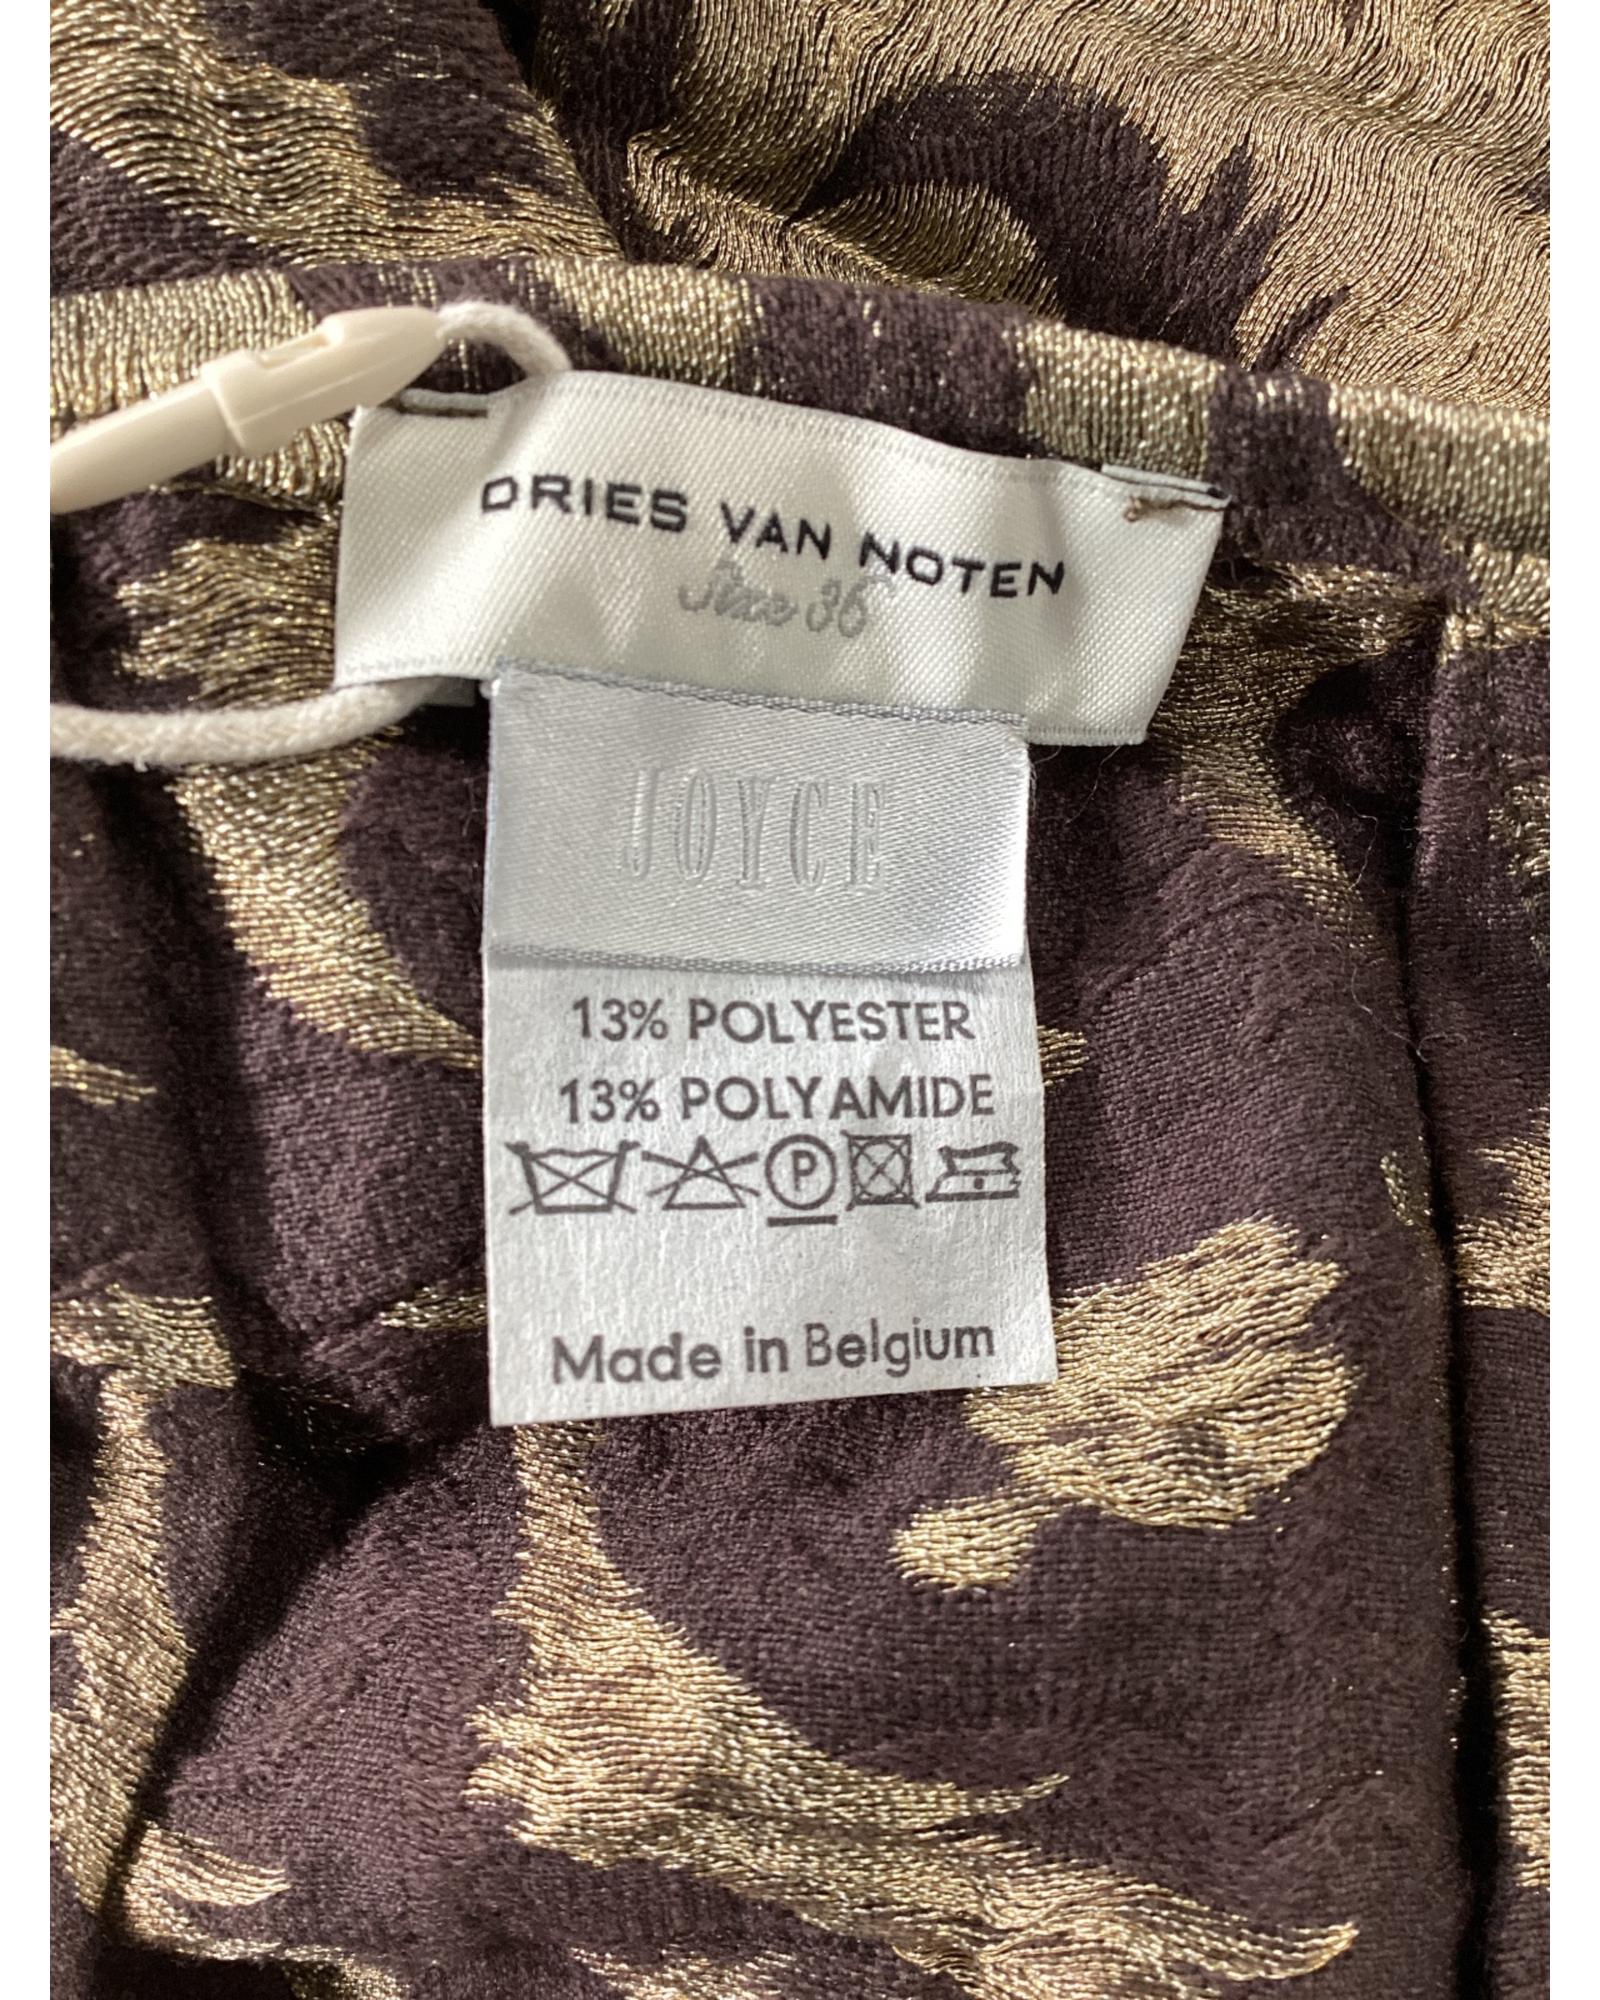 DRIES VAN NOTEN
Size 36
JOYCE
13% POLYESTER
13% POLYAMIDE
P
Made in Belgium